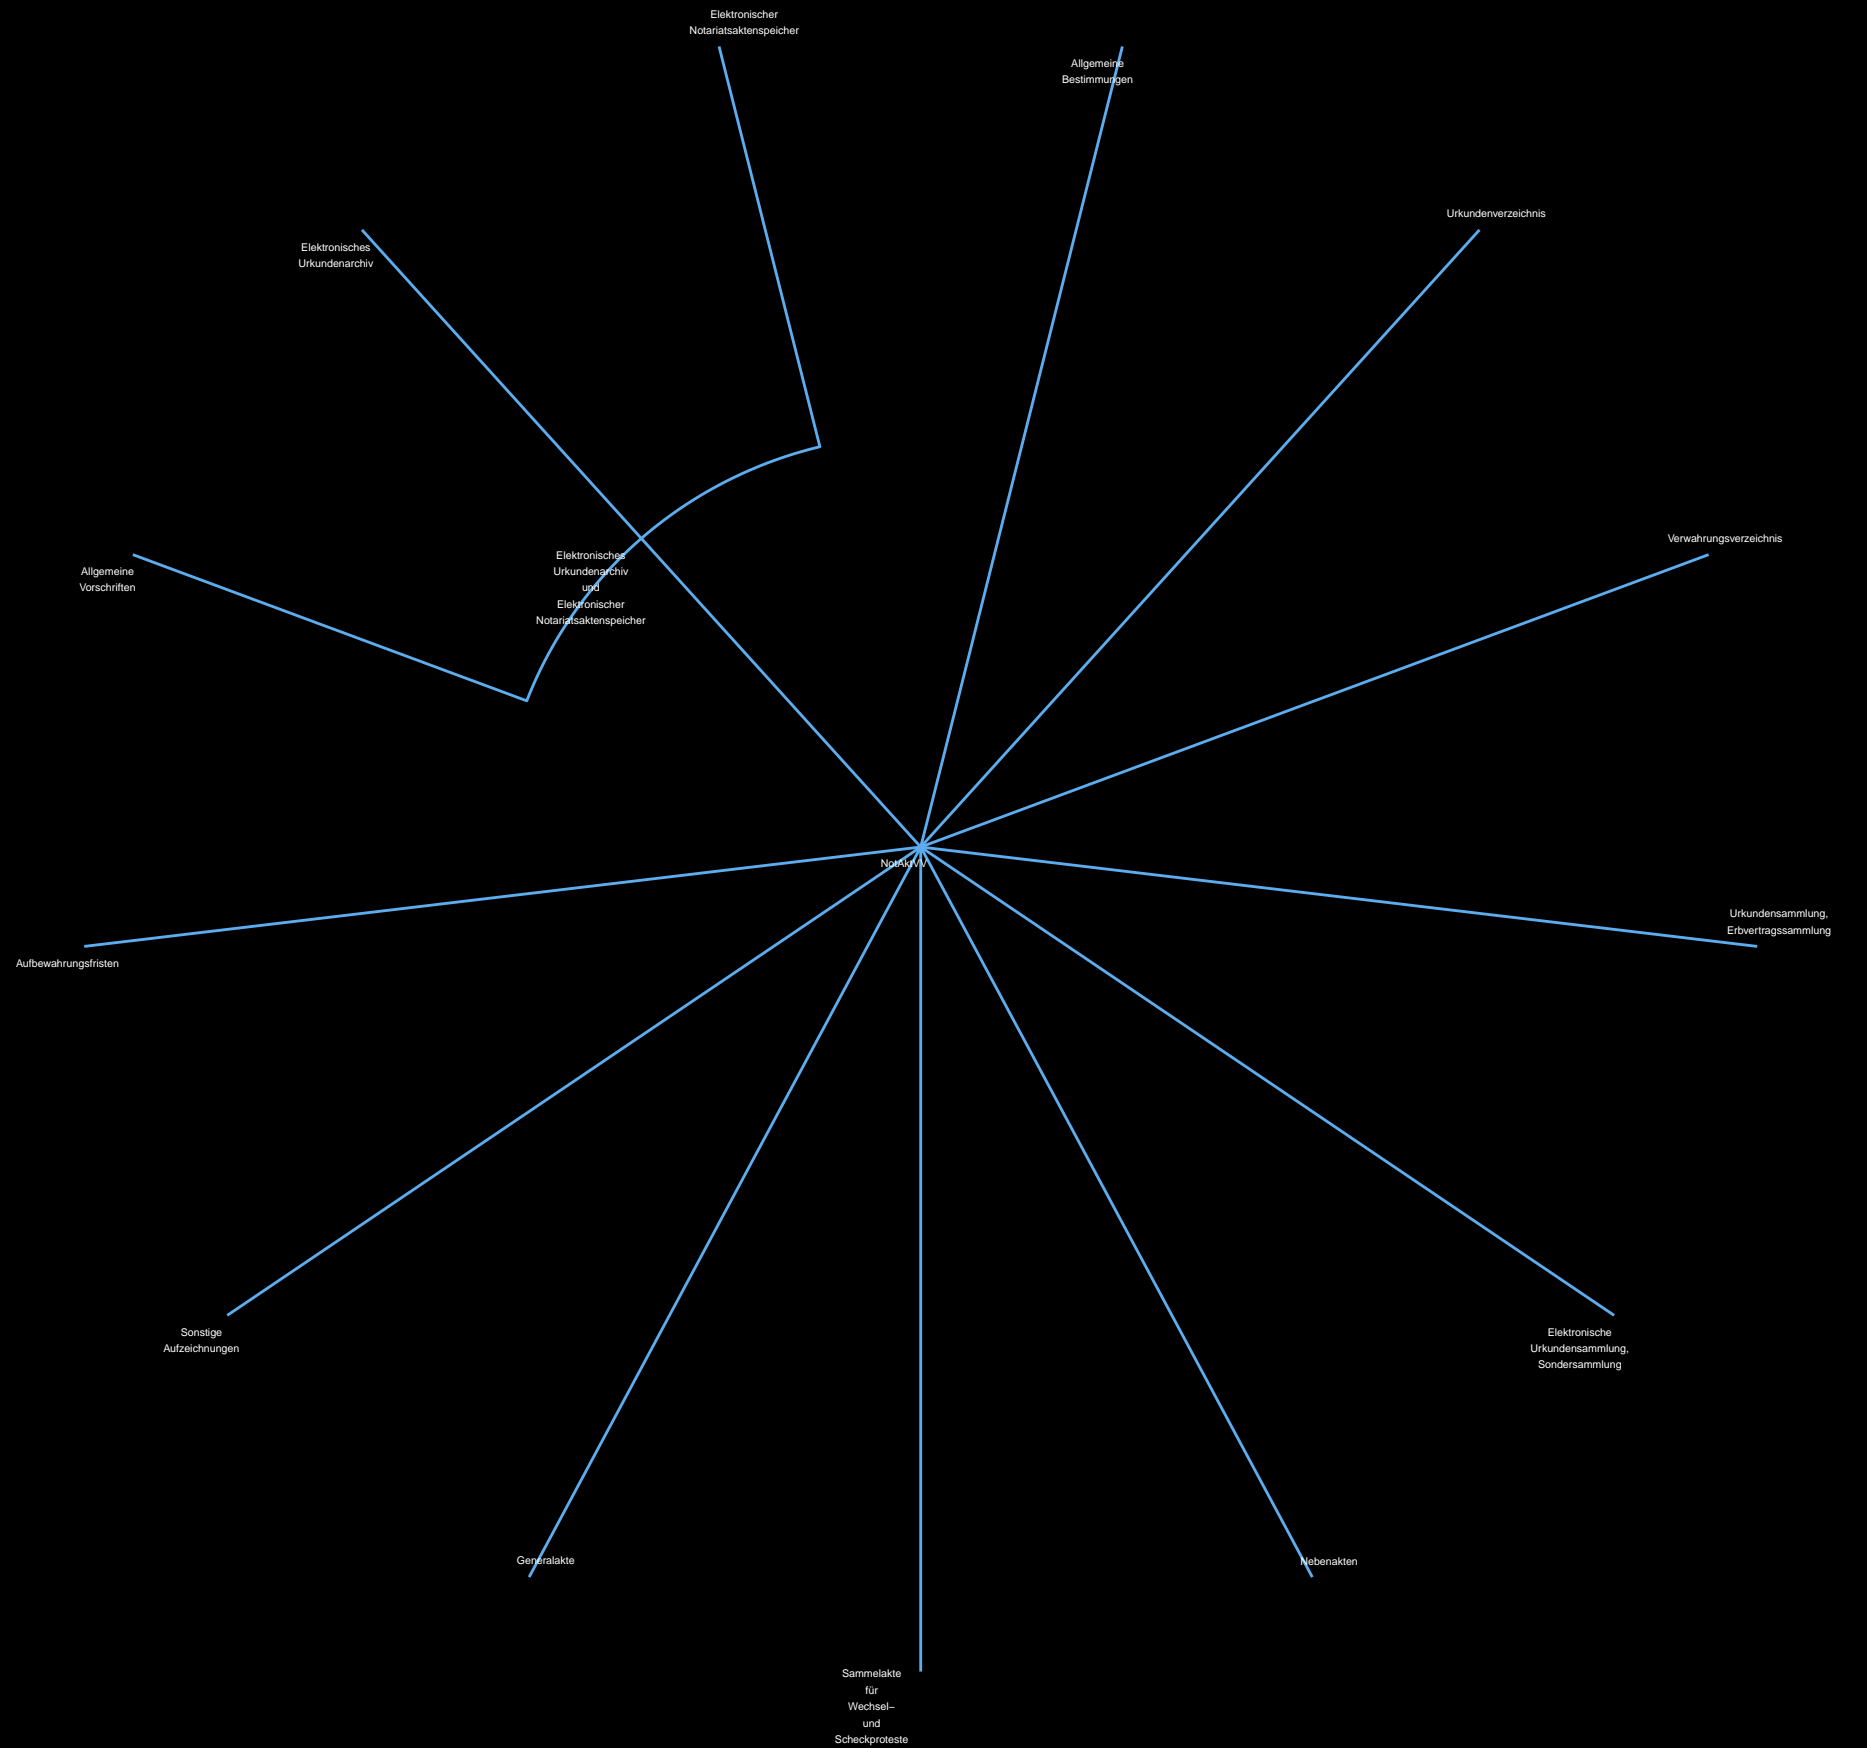 Elektronischer
Notariatsaktenspeicher
Allgemeine
Bestimmungen
Urkundenverzeichnis
Elektronisches
Urkundenarchiv
Verwahrungsverzeichnis
Elektronisches
Urkundenarchiv
und
Elektronischer
Notariatsaktenspeicher
Allgemeine
Vorschriften
NotAktVV
Urkundensammlung,
Erbvertragssammlung
Aufbewahrungsfristen
Sonstige
Aufzeichnungen
Elektronische
Urkundensammlung,
Sondersammlung
Generalakte
Nebenakten
Sammelakte
für
Wechsel–
und
Scheckproteste